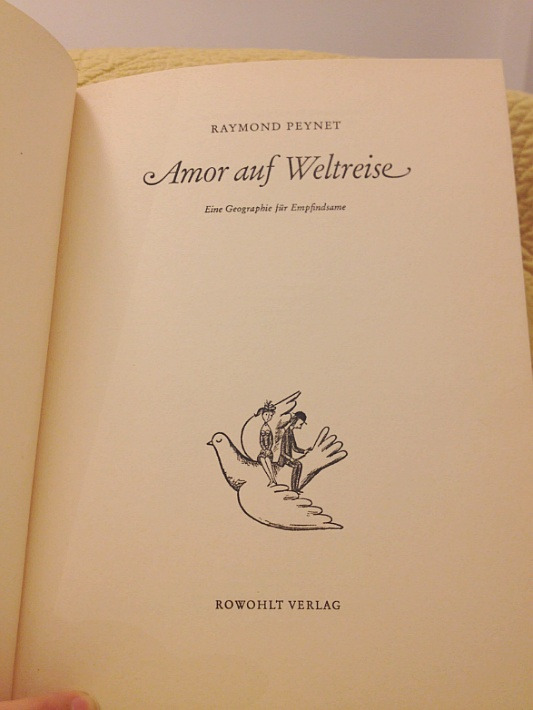 RAYMOND PEYNET
Amor auf Weltreise
Eine Geographie für Empfindsame
ROWOHLT VERLAG